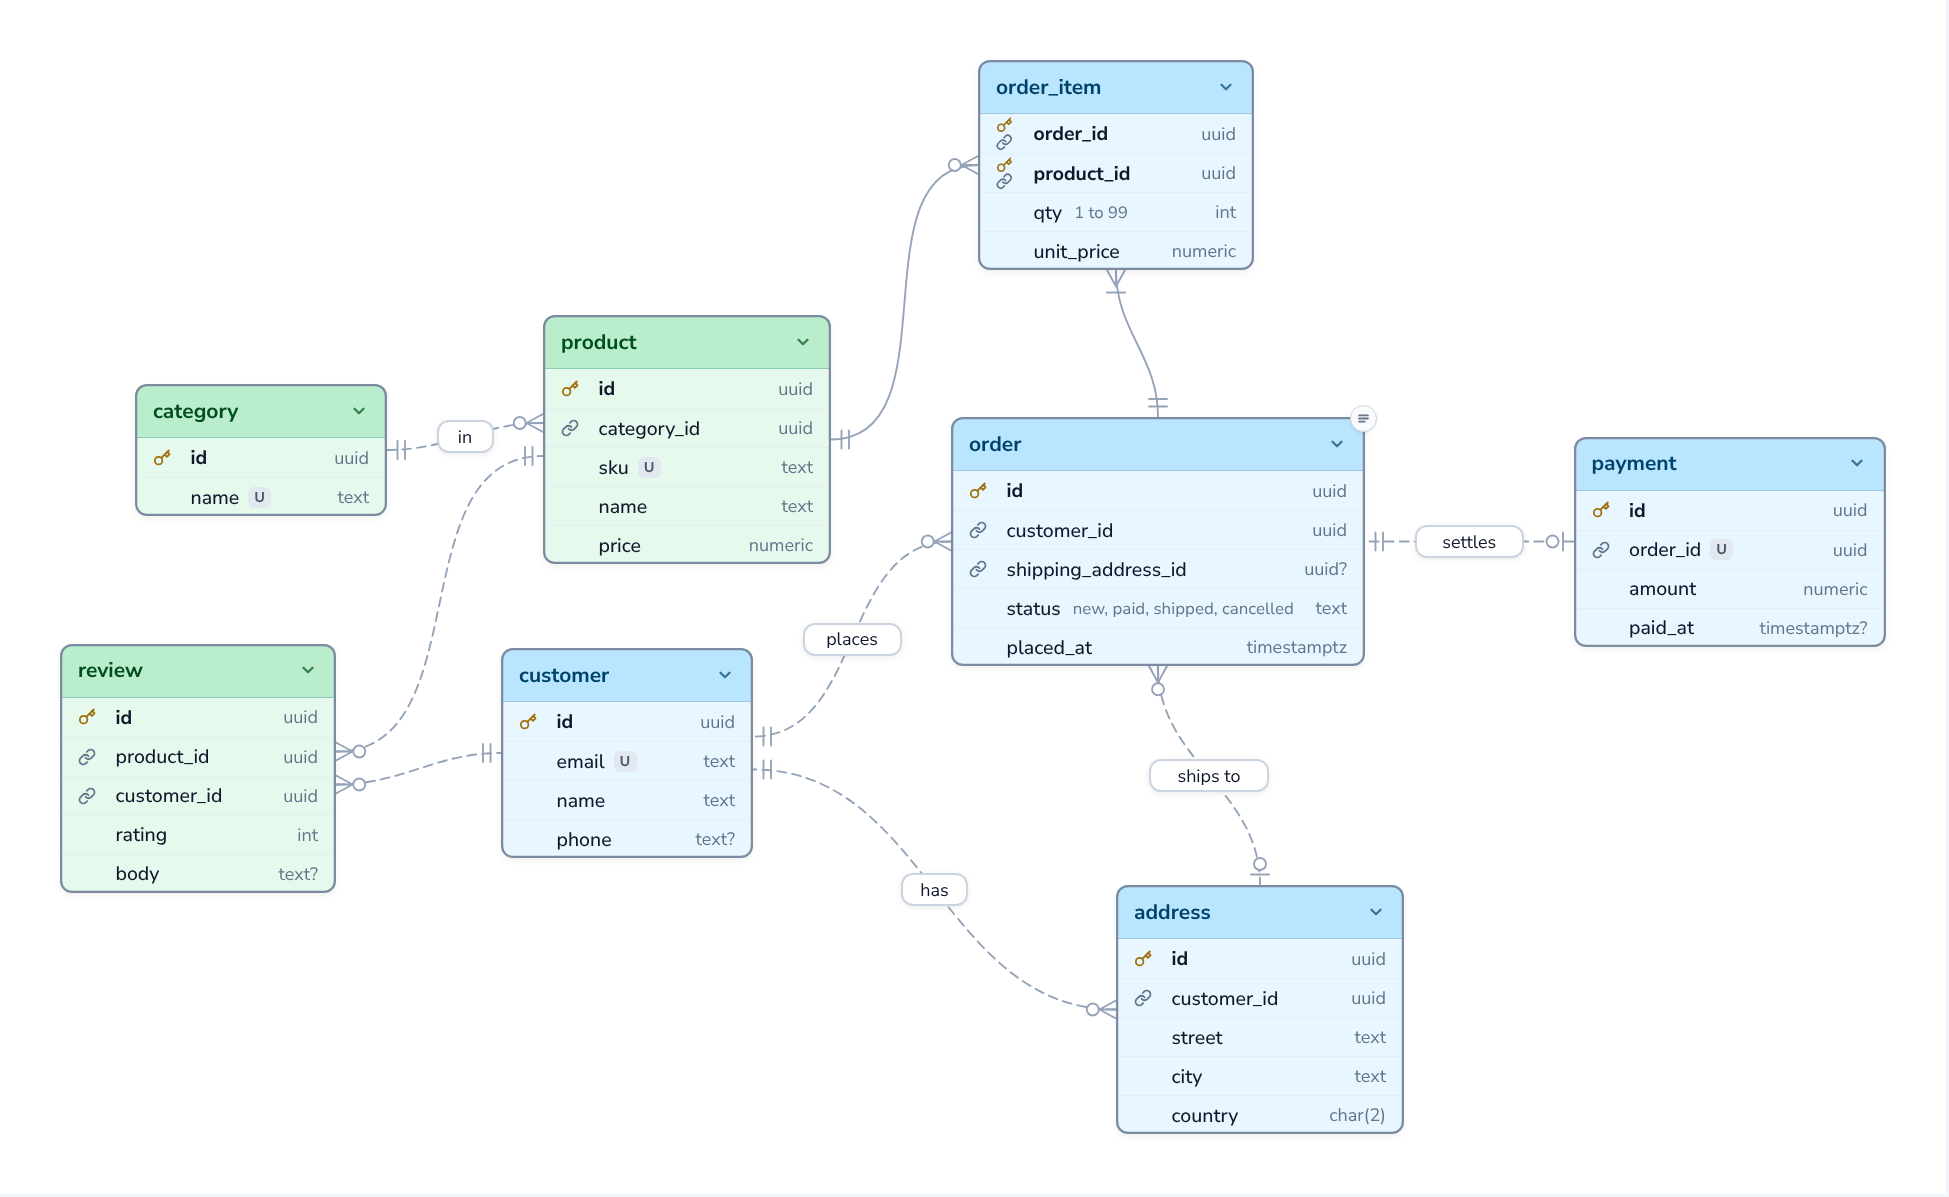 order_item
order_id uuid
product_id uuid
qty 1 to 99 int
unit_price numeric
product
id uuid
category_id uuid
sku U text
name text
price numeric
category
id uuid
name U text
in
order
id uuid
customer_id uuid
shipping_address_id uuid?
status new, paid, shipped, cancelled text
placed_at timestamptz
settles
payment
id uuid
order_id U uuid
amount numeric
paid_at timestamptz?
places
review
id uuid
product_id uuid
customer_id uuid
rating int
body text?
customer
id uuid
email U text
name text
phone text?
ships to
has
address
id uuid
customer_id uuid
street text
city text
country char(2)